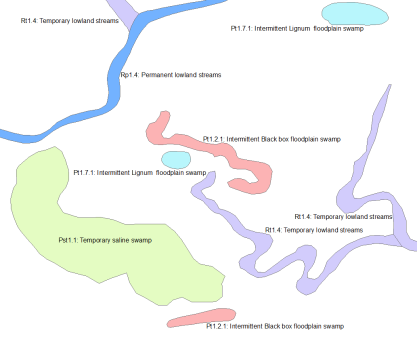 Rt1.4: Temporary lowland streams
Pt1.7.1: Intermittent Lignum floodplain swamp
Rp1.4: Permanent lowland streams
Pt1.2.1: Intermittent Black box floodplain swamp
Pt1.7.1: Intermittent Lignum floodplain swamp
Rt1.4: Temporary lowland streams
Rt1.4: Temporary lowland streams
Pst1.1: Temporary saline swamp
Pt1.2.1: Intermittent Black box floodplain swamp